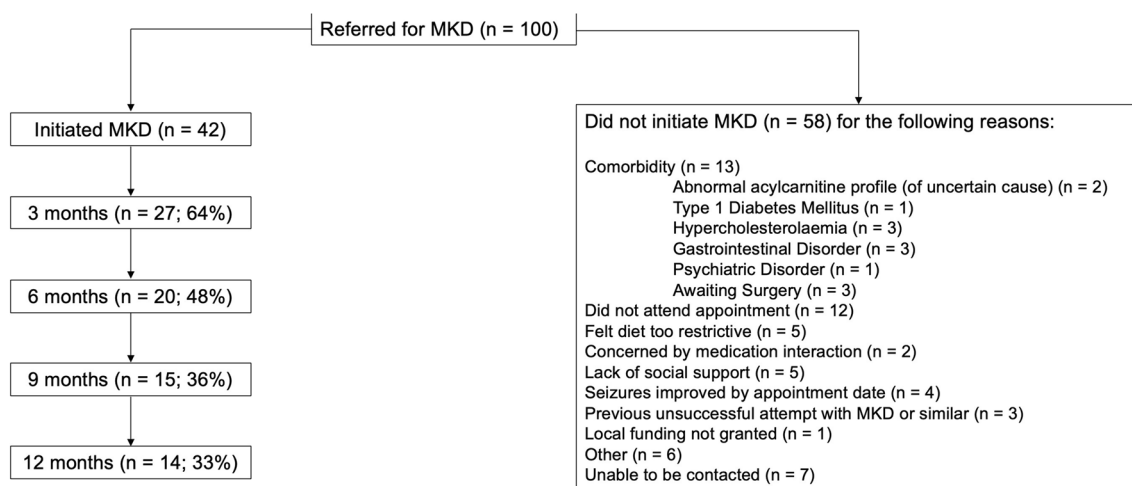 Referred for MKD (n = 100)
Initiated MKD (n = 42)
3 months (n = 27; 64%)
6 months (n = 20; 48%)
9 months (n = 15; 36%)
12 months (n = 14; 33%)
Did not initiate MKD (n = 58) for the following reasons:
Comorbidity (n = 13)
Abnormal acylcarnitine profile (of uncertain cause) (n = 2)
Type 1 Diabetes Mellitus (n = 1)
Hypercholesterolaemia (n = 3)
Gastrointestinal Disorder (n = 3)
Psychiatric Disorder (n = 1)
Awaiting Surgery (n = 3)
Did not attend appointment (n = 12)
Felt diet too restrictive (n = 5)
Concerned by medication interaction (n = 2)
Lack of social support (n = 5)
Seizures improved by appointment date (n = 4)
Previous unsuccessful attempt with MKD or similar (n = 3)
Local funding not granted (n = 1)
Other (n = 6)
Unable to be contacted (n = 7)